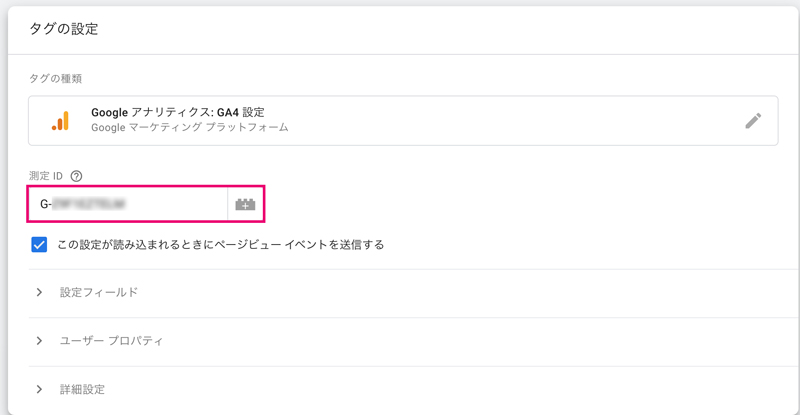 タグの設定
タグの種類
Google アナリティクス: GA4 設定
Google マーケティング プラットフォーム
測定 ID
G-
この設定が読み込まれるときにページビュー イベントを送信する
設定フィールド
ユーザー プロパティ
詳細設定